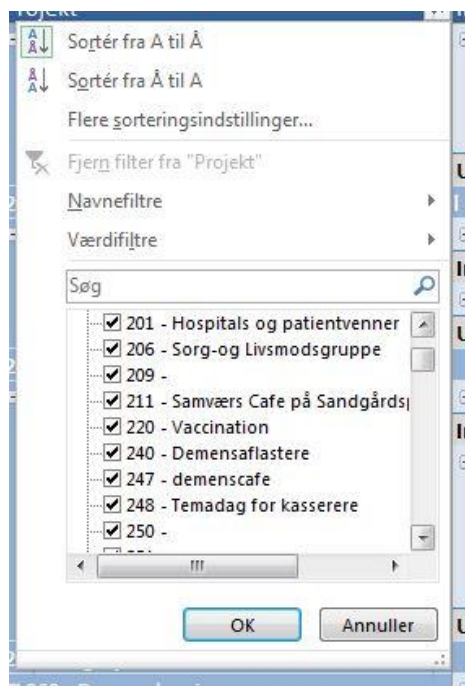 Projekt
Sortér fra A til Å
Sortér fra Å til A
Flere sorteringsindstillinger...
Fjern filter fra "Projekt"
Navnefiltre
Værdifiltre
Søg
201 - Hospitals og patientvenner
206 - Sorg-og Livsmodsgruppe
209 -
211 - Samværs Cafe på Sandgårds
220 - Vaccination
240 - Demensaflastere
247 - demenscafe
248 - Temadag for kasserere
250 -
OK
Annuller